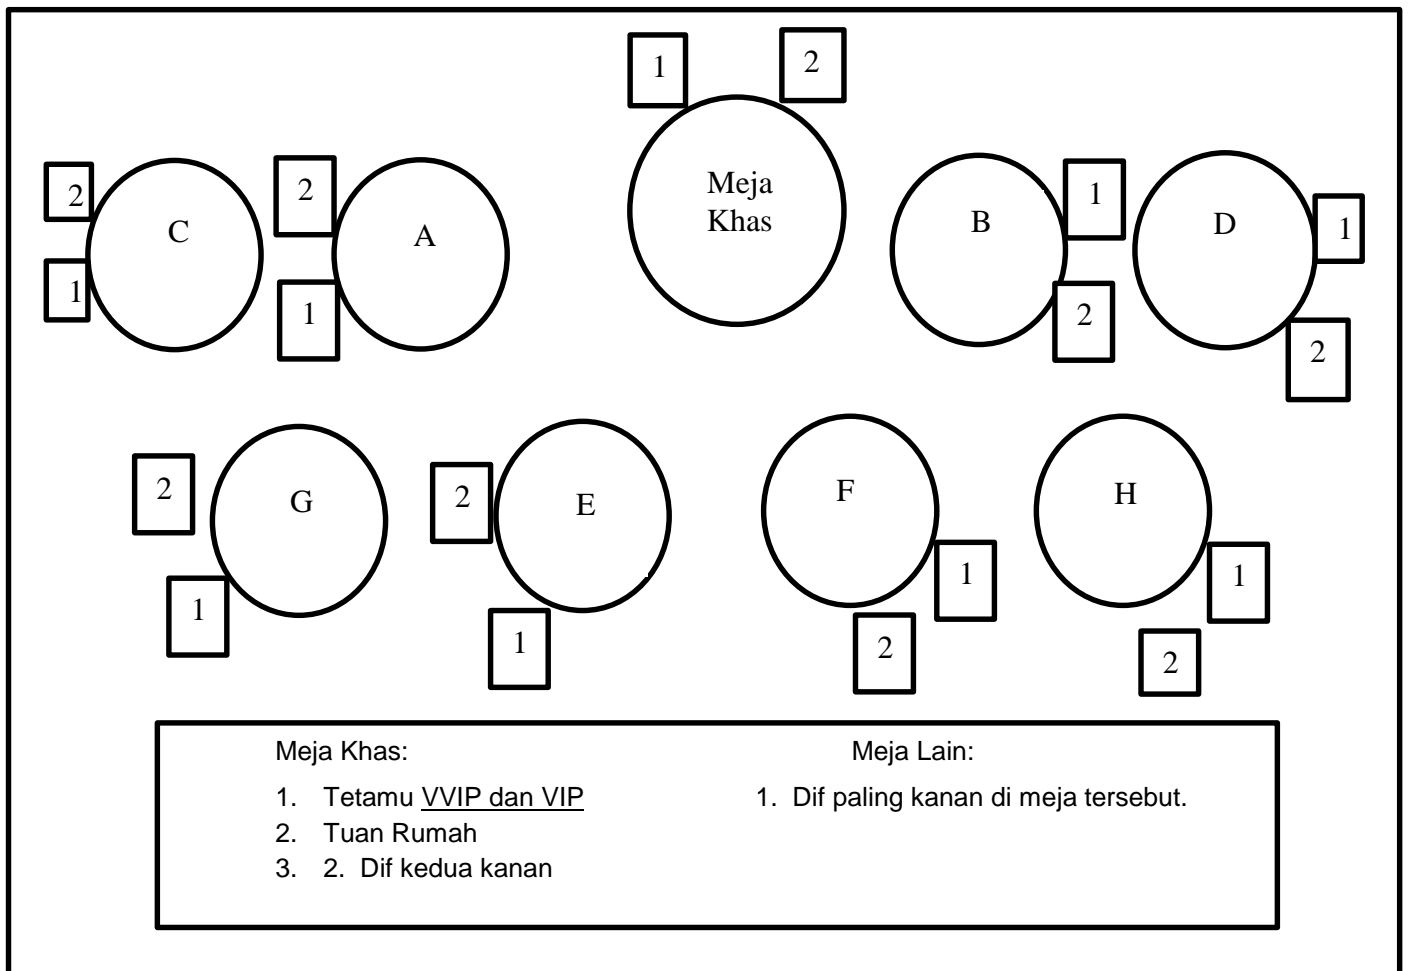 1
2
Meja
Khas
2
C
1
2
A
1
B
1
2
D
1
2
2
G
1
2
E
1
F
1
2
H
1
2
Meja Khas:
Meja Lain:
1. Tetamu VVIP dan VIP
1. Dif paling kanan di meja tersebut.
2. Tuan Rumah
3. 2. Dif kedua kanan